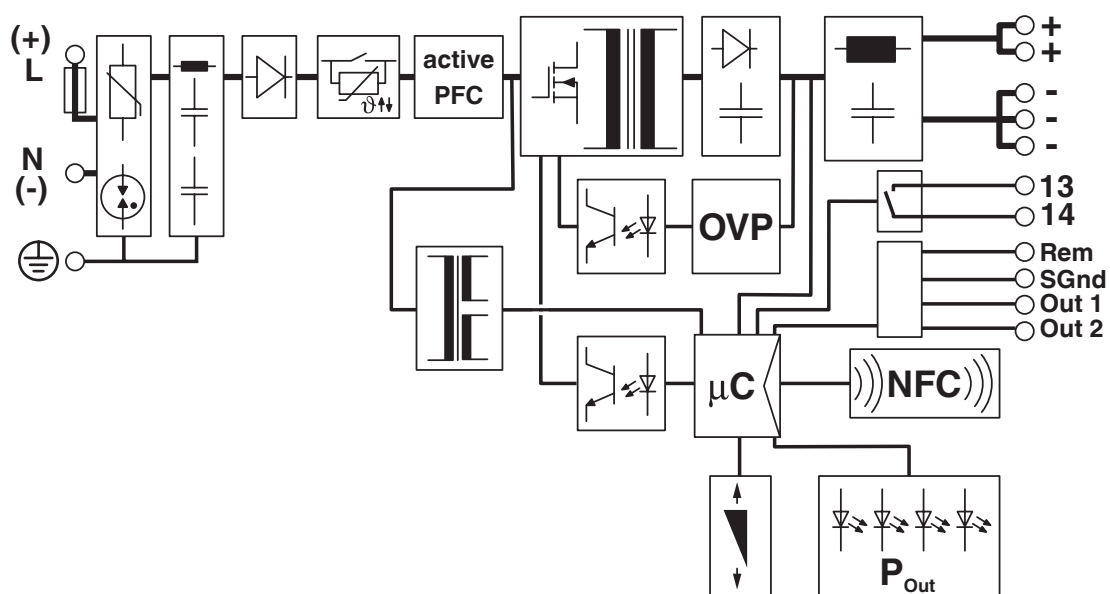 (+)
L
N
(-)
active
PFC
ϑ
+
+
-
-
-
OVP
13
14
Rem
SGnd
Out 1
Out 2
μC
NFC
P Out